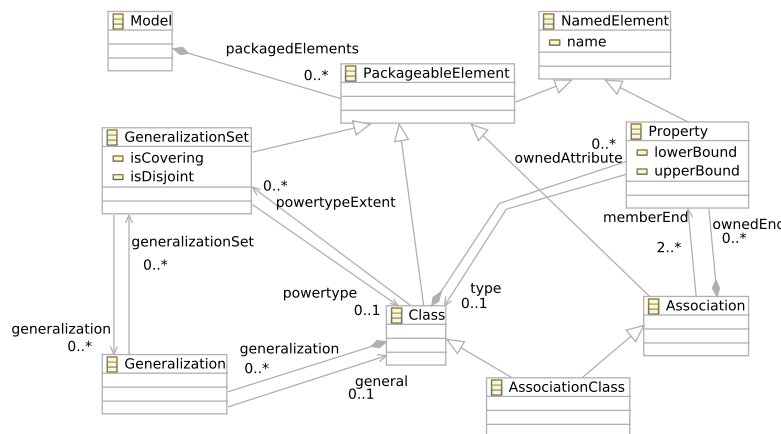 Model
NamedElement
name
packagedElements
0..*
PackageableElement
GeneralizationSet
isCovering
isDisjoint
Property
lowerBound
upperBound
0..*
ownedAttribute
0..*
powertypeExtent
memberEnd
2..*
ownedEnd
0..*
generalizationSet
0..*
powertype
0..1
type
0..1
Class
Association
generalization
0..*
generalization
0..*
Generalization
general
0..1
AssociationClass